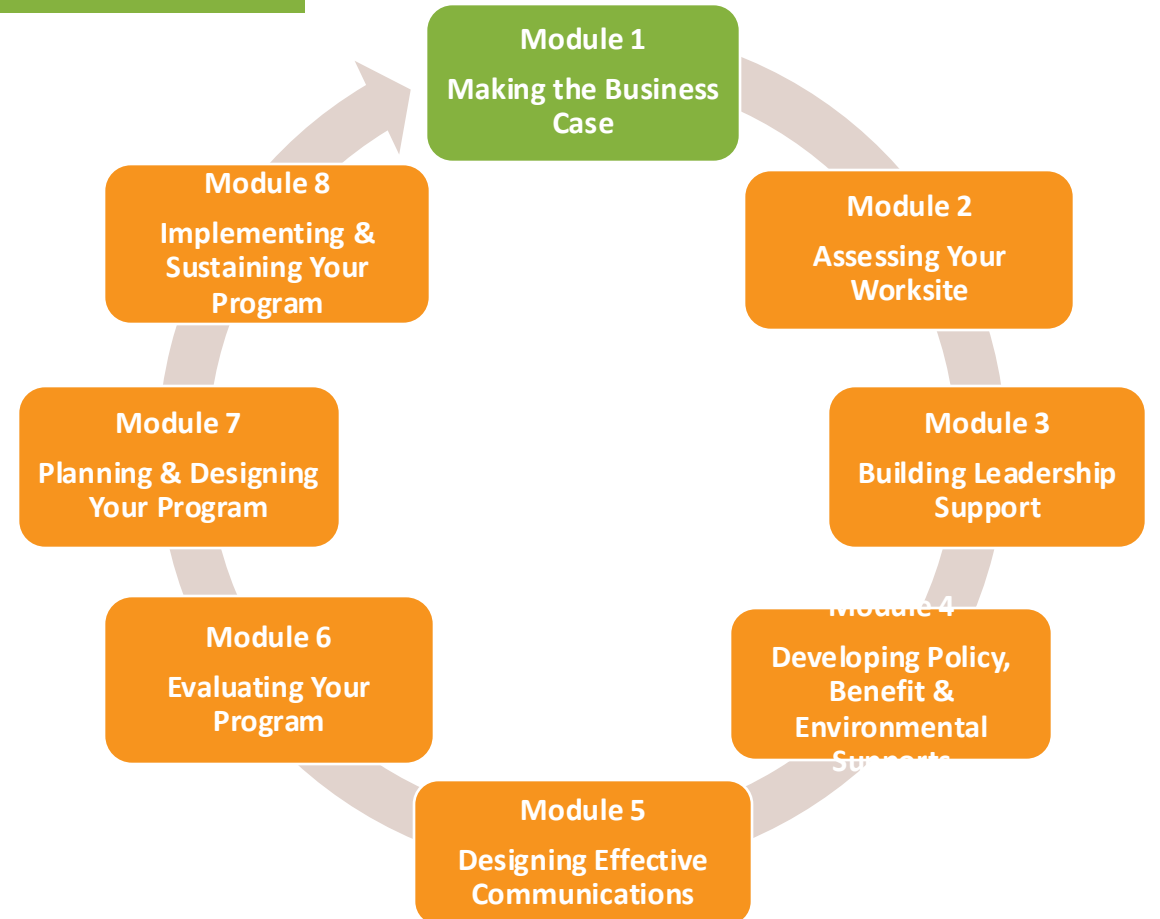 Module 1
Making the Business
Case
Module 2
Assessing Your
Worksite
Module 3
Building Leadership
Support
Module 4
Developing Policy,
Benefit &
Environmental
Supports
Module 5
Designing Effective
Communications
Module 6
Evaluating Your
Program
Module 7
Planning & Designing
Your Program
Module 8
Implementing &
Sustaining Your
Program